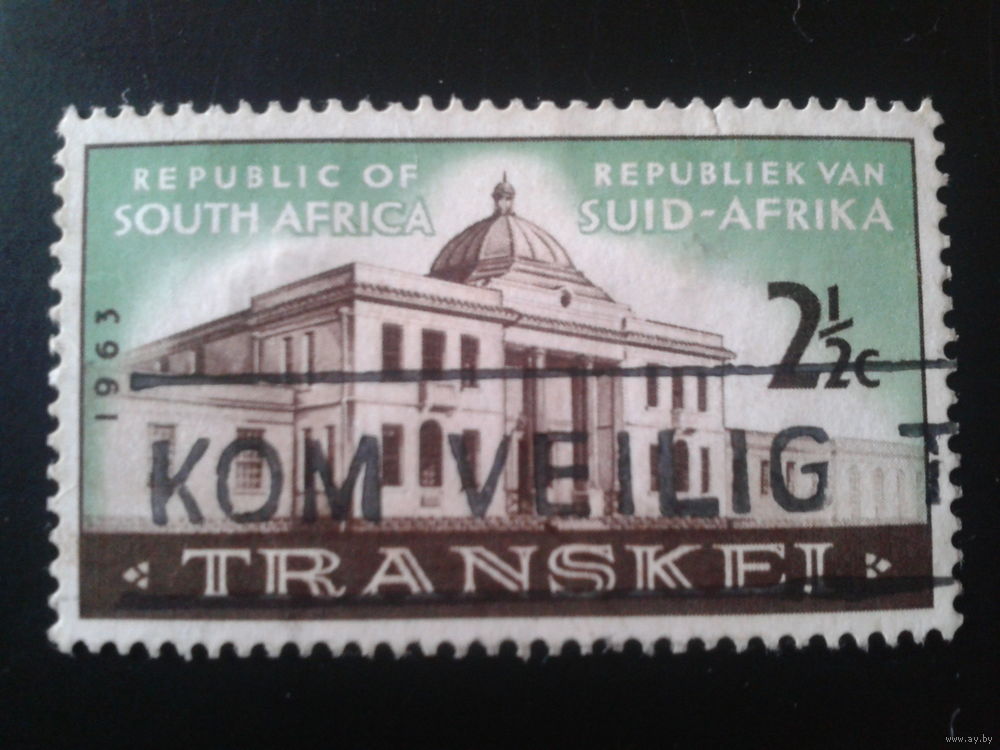 REPUBLIC OF
SOUTH AFRICA
REPUBLIEK VAN
SUID-AFRIKA
2½c
1963
KOM VEILIG T
TRANSKEI
www.ay.by